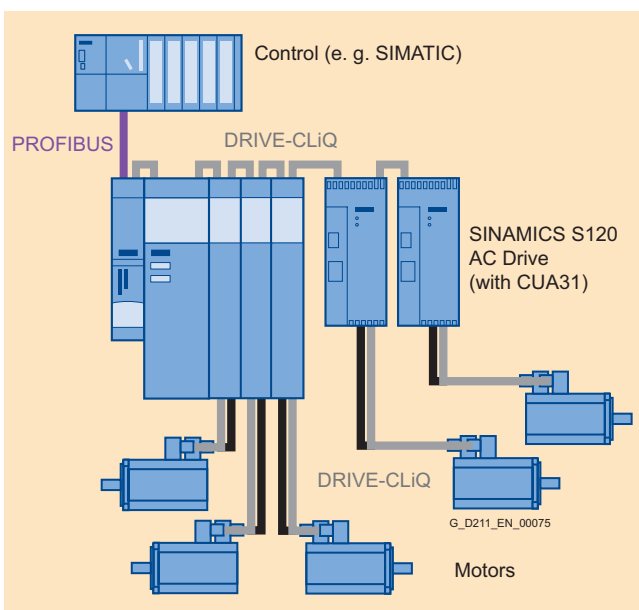 Control (e. g. SIMATIC)
PROFIBUS
DRIVE-CLiQ
SINAMICS S120
AC Drive
(with CUA31)
DRIVE-CLiQ
G_D211_EN_00075
Motors